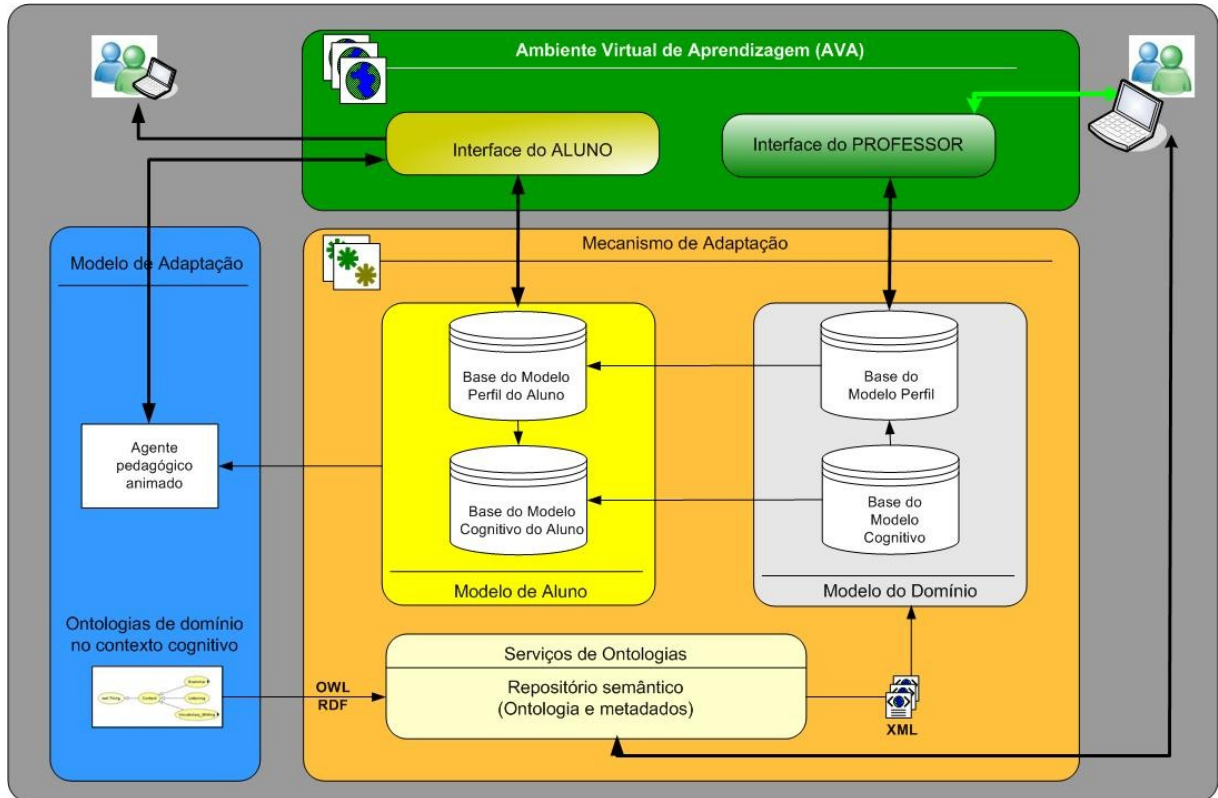 Ambiente Virtual de Aprendizagem (AVA)
Interface do ALUNO
Interface do PROFESSOR
Modelo de Adaptação
Mecanismo de Adaptação
Base do Modelo
Perfil do Aluno
Base do
Modelo Perfil
Agente
pedagógico
animado
Base do Modelo
Cognitivo do Aluno
Base do
Modelo
Cognitivo
Modelo de Aluno
Modelo do Domínio
Ontologias de domínio
no contexto cognitivo
OWL
RDF
Serviços de Ontologias
Repositório semântico
(Ontologia e metadados)
XML